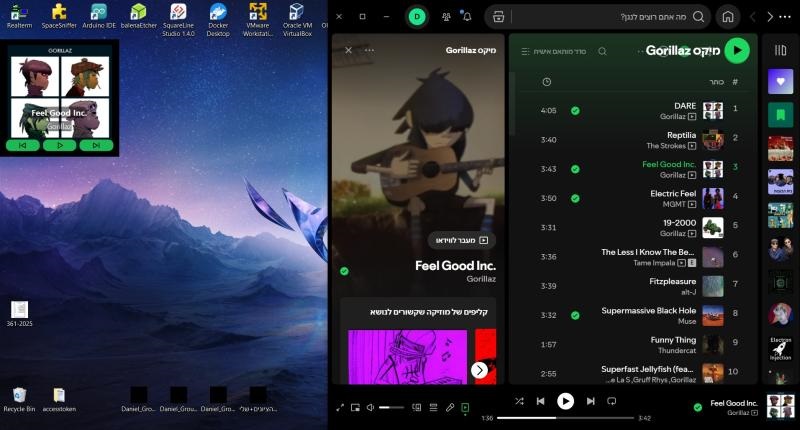 Realterm
SpaceSniffer
Arduino IDE
balenaEtcher
SquareLine Studio 1.4.0
Docker Desktop
VMware Workstati...
Oracle VM VirtualBox
GORILLAZ
Feel Good Inc.
Gorillaz
361-2025
Recycle Bin
accesstoken
Daniel_Gro...
Daniel_Grou...
Daniel_Gro...
D
מה אתם רוצים לנגן?
מיקס Gorillaz
מעבר לווידאו
Feel Good Inc.
Gorillaz
קליפים של מוזיקה שקשורים לנושא
מיקס Gorillaz
סדר מותאם אישית
# כותר
1 DARE 4:05
Gorillaz
2 Reptilia 3:40
The Strokes
3 Feel Good Inc. 3:43
Gorillaz
4 Electric Feel 3:50
MGMT
5 19-2000 3:31
Gorillaz
6 The Less I Know The Be... 3:36
Tame Impala E
7 Fitzpleasure 3:39
alt-J
8 Supermassive Black Hole 3:32
Muse
9 Funny Thing 1:57
Thundercat
10 Superfast Jellyfish (fea... 2:55
Gorillaz, Gruff Rhys, De La S...
Electron Injection
1:36
3:42
Feel Good Inc.
Gorillaz